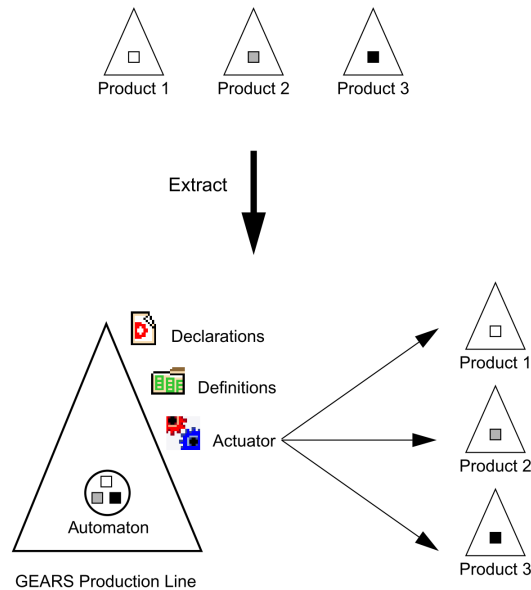 Product 1 Product 2 Product 3
Extract
Declarations
Definitions
Actuator
Automaton
GEARS Production Line
Product 1
Product 2
Product 3